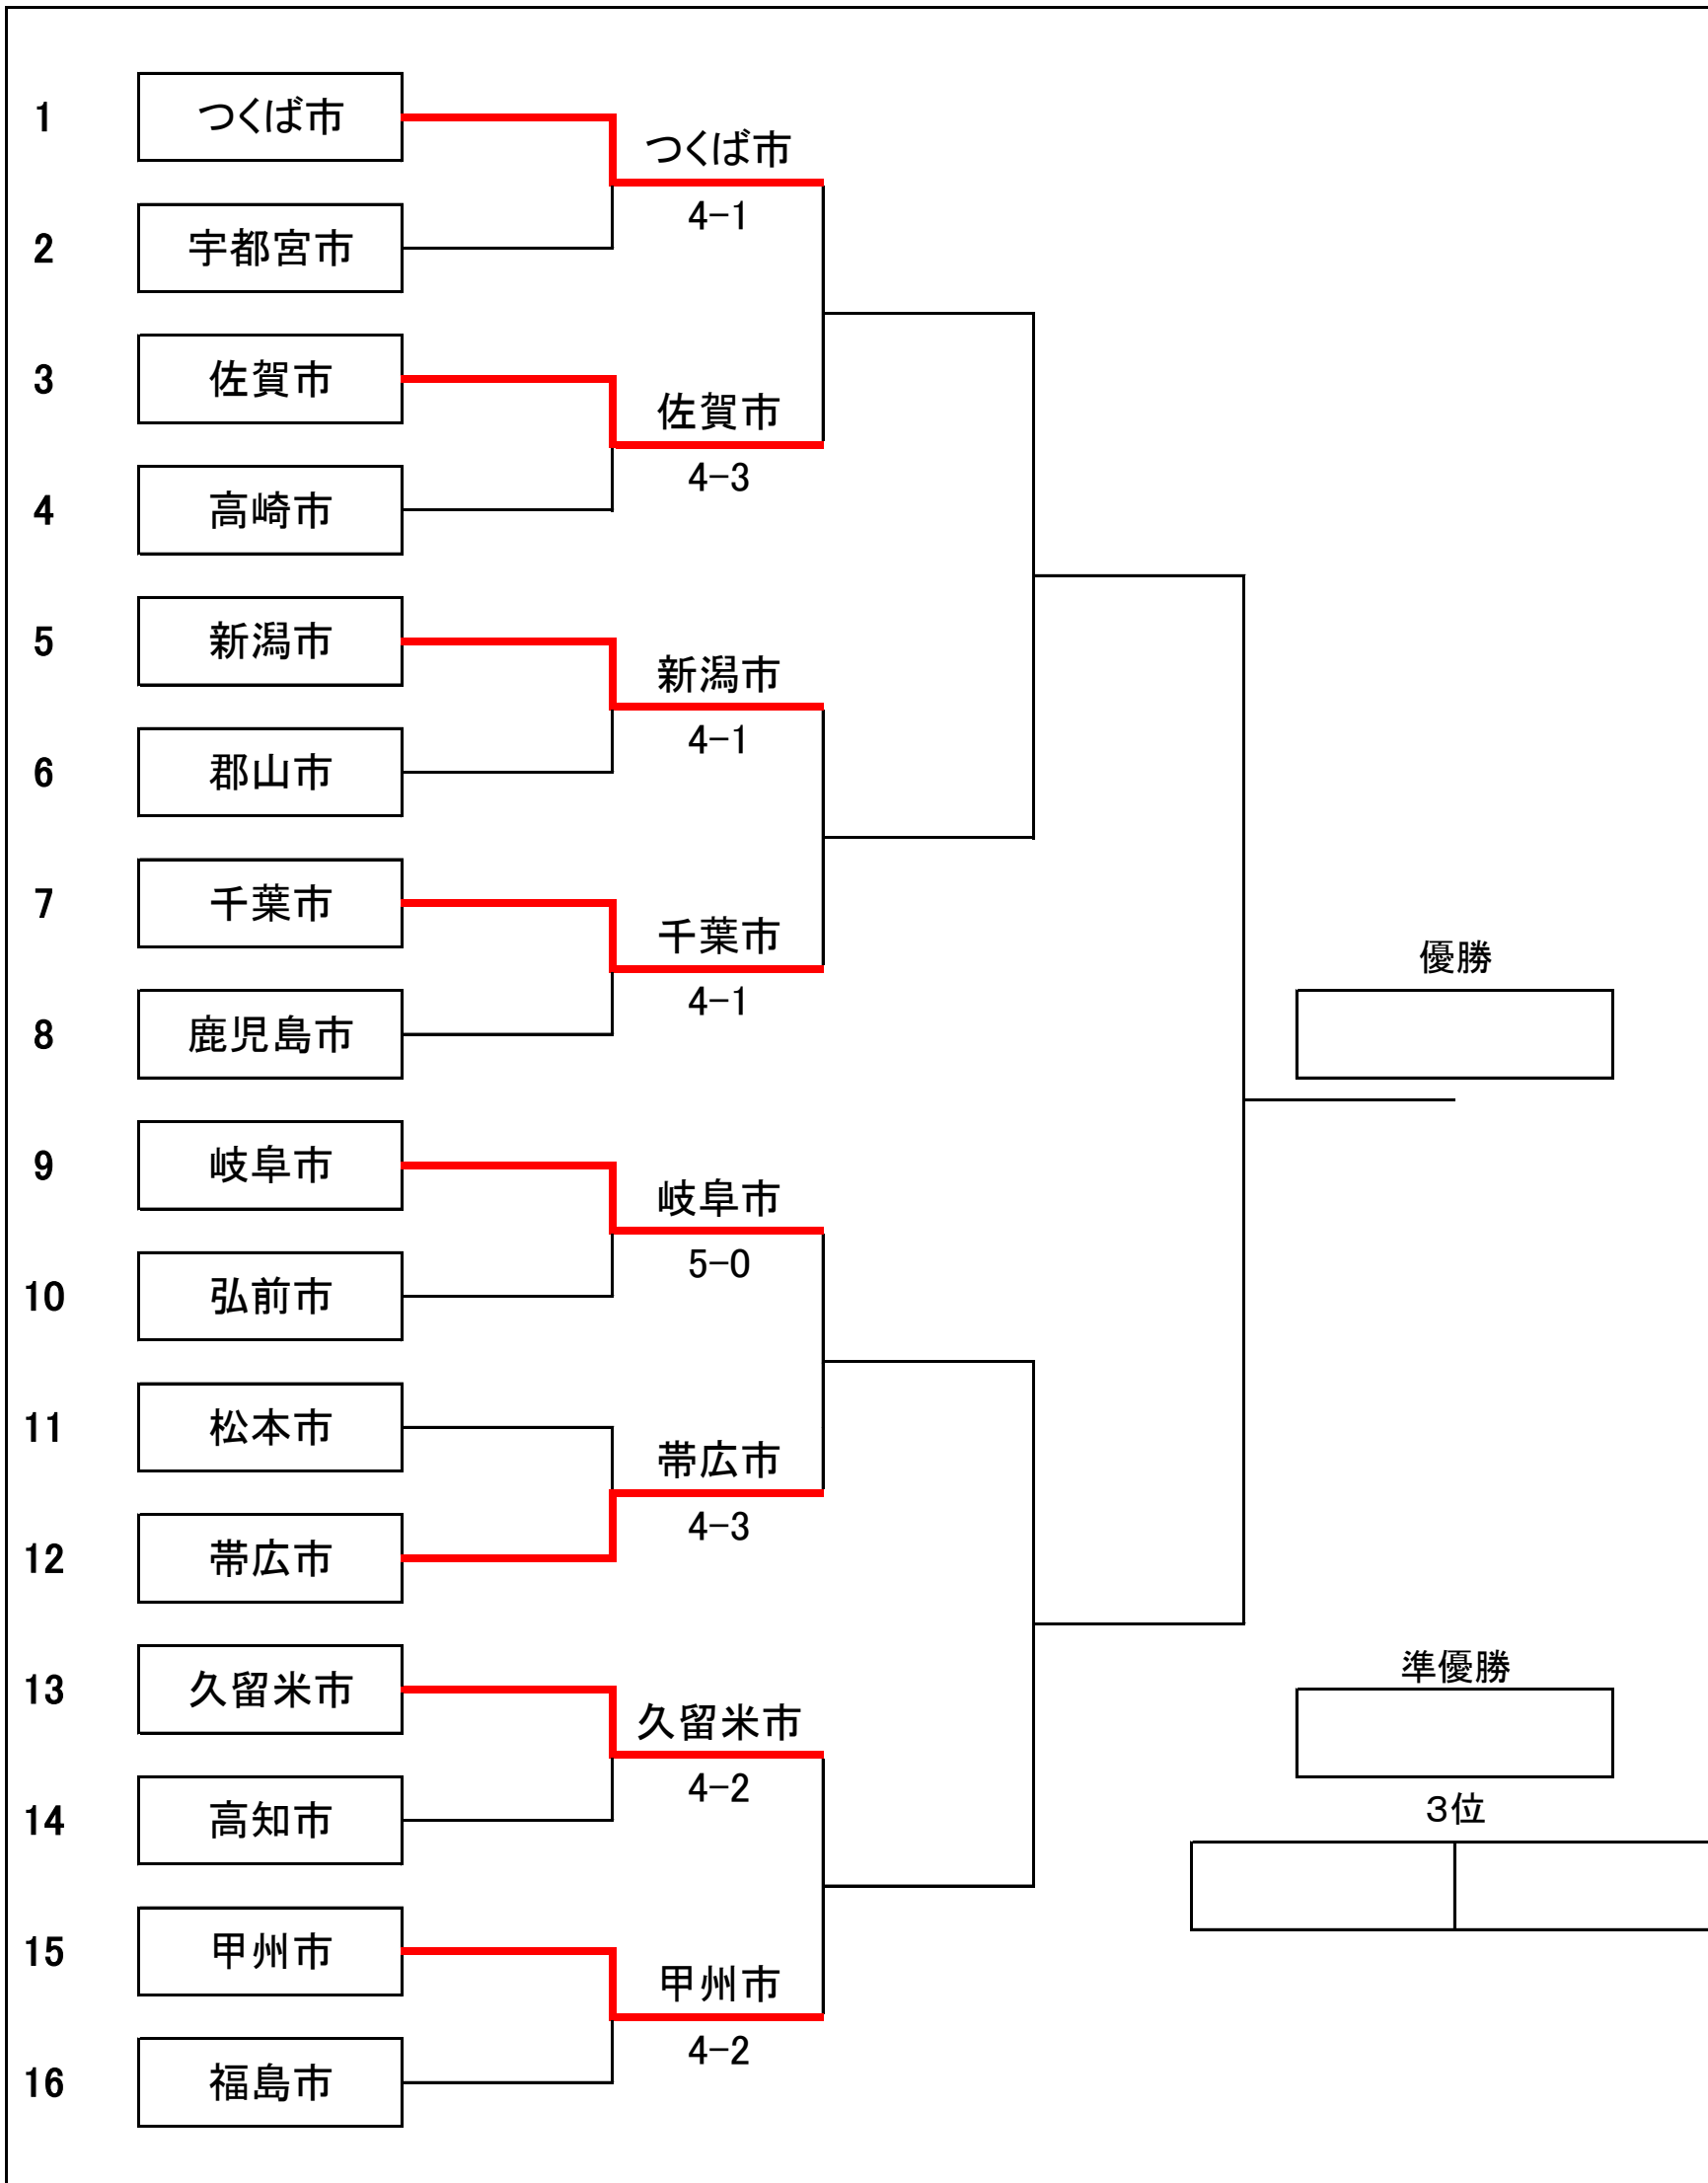 1 つくば市
つくば市
4-1
2 宇都宮市
3 佐賀市
佐賀市
4-3
4 高崎市
5 新潟市
新潟市
4-1
6 郡山市
7 千葉市
千葉市
4-1
8 鹿児島市
優勝
9 岐阜市
岐阜市
5-0
10 弘前市
11 松本市
帯広市
4-3
12 帯広市
13 久留米市
久留米市
4-2
14 高知市
準優勝
3位
15 甲州市
甲州市
4-2
16 福島市